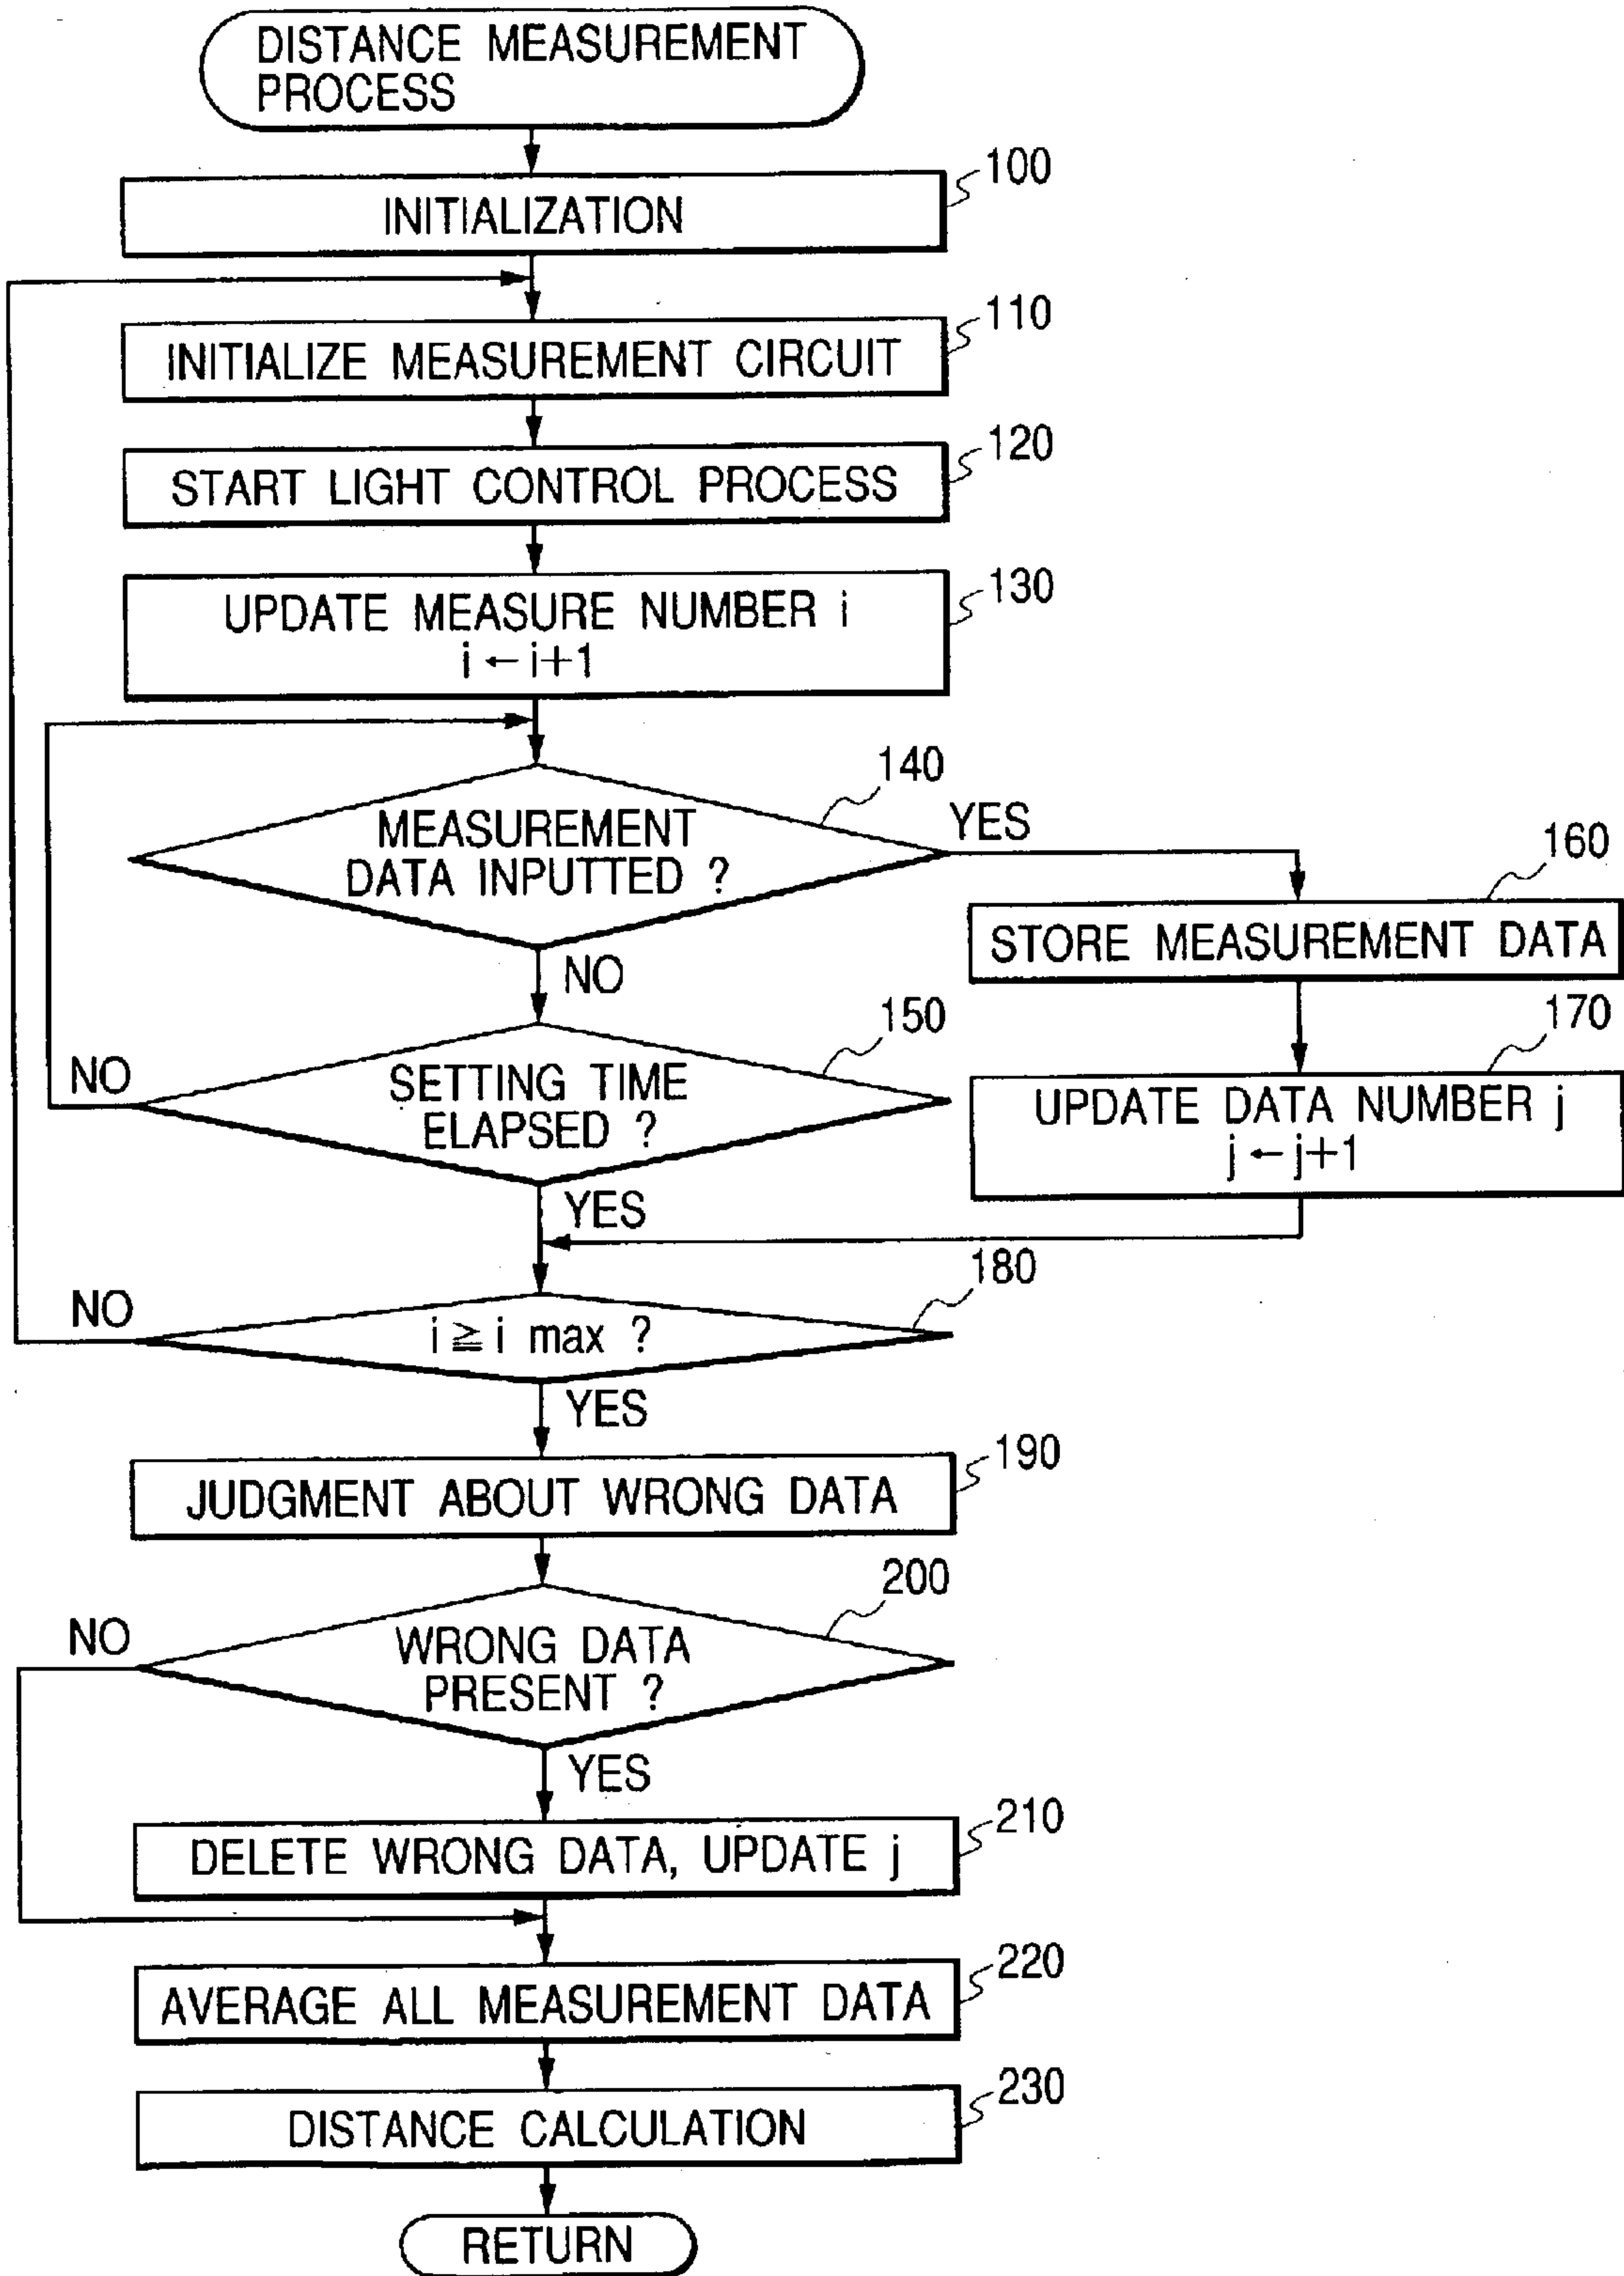 DISTANCE MEASUREMENT
PROCESS
100
INITIALIZATION
110
INITIALIZE MEASUREMENT CIRCUIT
120
START LIGHT CONTROL PROCESS
130
UPDATE MEASURE NUMBER i
i ← i+1
140
MEASUREMENT
DATA INPUTTED ?
YES
NO
160
STORE MEASUREMENT DATA
150
SETTING TIME
ELAPSED ?
NO
YES
170
UPDATE DATA NUMBER j
j ← j+1
180
i ≧ i max ?
NO
YES
190
JUDGMENT ABOUT WRONG DATA
200
WRONG DATA
PRESENT ?
NO
YES
210
DELETE WRONG DATA, UPDATE j
220
AVERAGE ALL MEASUREMENT DATA
230
DISTANCE CALCULATION
RETURN